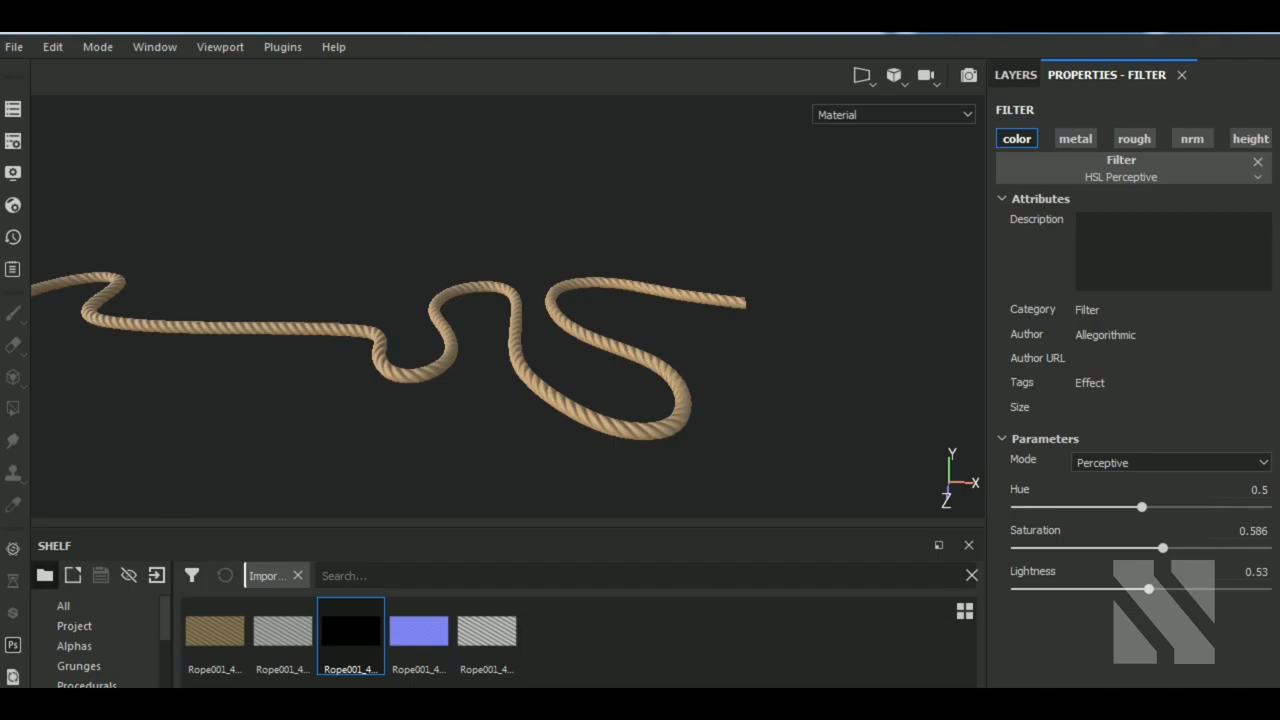 File Edit Mode Window Viewport Plugins Help
LAYERS PROPERTIES - FILTER
Material
FILTER
color metal rough nrm height
Filter
HSL Perceptive
Attributes
Description
Category Filter
Author Allegorithmic
Author URL
Tags Effect
Size
Parameters
Mode Perceptive
Hue 0.5
Saturation 0.586
Lightness 0.53
Y
X
Z
SHELF
Impor... Search...
All
Project
Alphas
Grunges
Procedurals
Rope001_4... Rope001_4... Rope001_4... Rope001_4... Rope001_4...
Ps